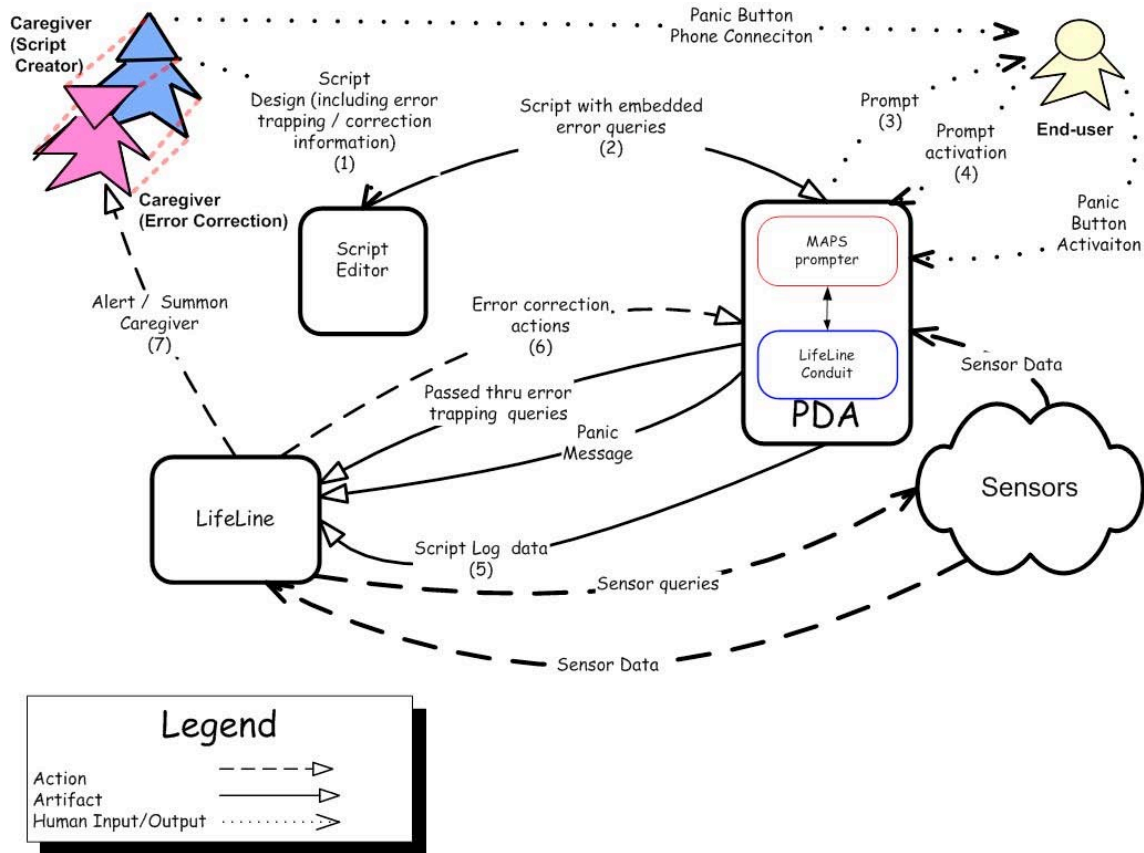 Caregiver
(Script
Creator)
Panic Button
Phone Conneciton
Script
Design (including error
trapping / correction
information)
(1)
Script with embedded
error queries
(2)
Prompt
(3)
Prompt
activation
(4)
End-user
Caregiver
(Error Correction)
Panic
Button
Activaiton
Script
Editor
MAPS
prompter
Alert / Summon
Caregiver
(7)
Error correction
actions
(6)
LifeLine
Conduit
PDA
Sensor Data
Passed thru error
trapping queries
Panic
Message
Sensors
LifeLine
Script Log data
(5)
Sensor queries
Sensor Data
Legend
Action
Artifact
Human Input/Output